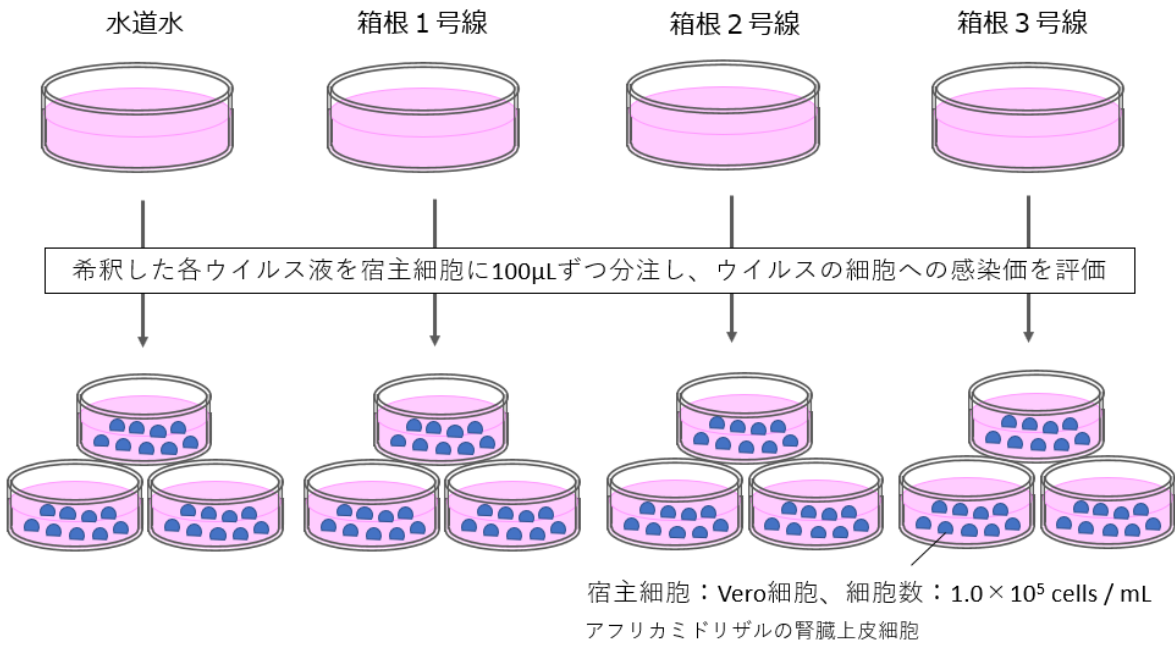 水道水
箱根１号線
箱根２号線
箱根３号線
希釈した各ウイルス液を宿主細胞に100μLずつ分注し、ウイルスの細胞への感染価を評価
宿主細胞：Vero細胞、細胞数：1.0×10⁵ cells / mL
アフリカミドリザルの腎臓上皮細胞